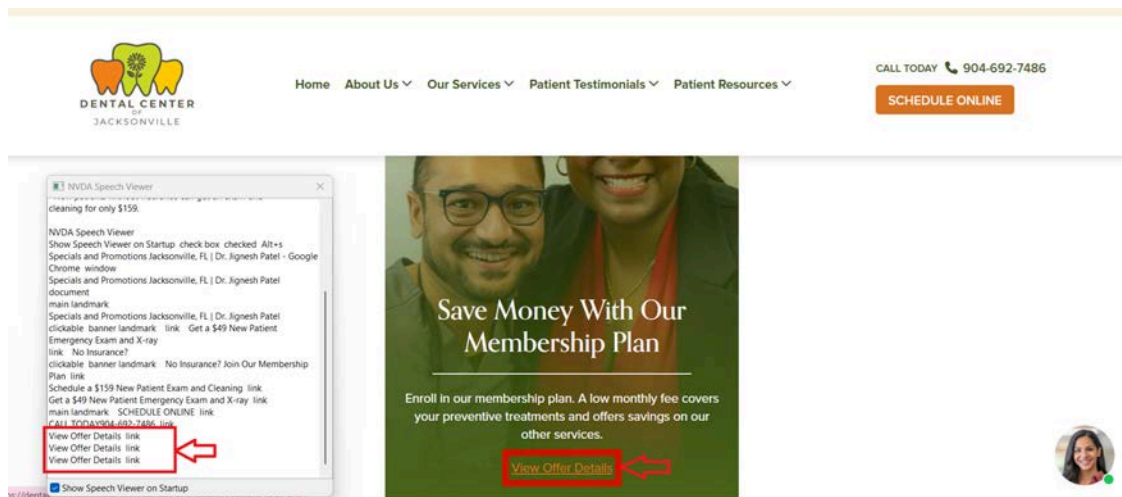 DENTAL CENTER
OF
JACKSONVILLE
Home About Us Our Services Patient Testimonials Patient Resources
CALL TODAY 904-692-7486
SCHEDULE ONLINE
NVDA Speech Viewer
cleaning for only $159.
NVDA Speech Viewer
Show Speech Viewer on Startup check box checked Alt+s
Specials and Promotions Jacksonville, FL | Dr. Jignesh Patel - Google
Chrome window
Specials and Promotions Jacksonville, FL | Dr. Jignesh Patel
document
main landmark
Specials and Promotions Jacksonville, FL | Dr. Jignesh Patel
clickable banner landmark link Get a $49 New Patient
Emergency Exam and X-ray
link No Insurance?
clickable banner landmark No Insurance? Join Our Membership
Plan link
Schedule a $159 New Patient Exam and Cleaning link
Get a $49 New Patient Emergency Exam and X-ray link
main landmark SCHEDULE ONLINE link
CALL TODAY904-692-7486 link
View Offer Details link
View Offer Details link
View Offer Details link
Show Speech Viewer on Startup
Save Money With Our
Membership Plan
Enroll in our membership plan. A low monthly fee covers
your preventive treatments and offers savings on our
other services.
View Offer Details